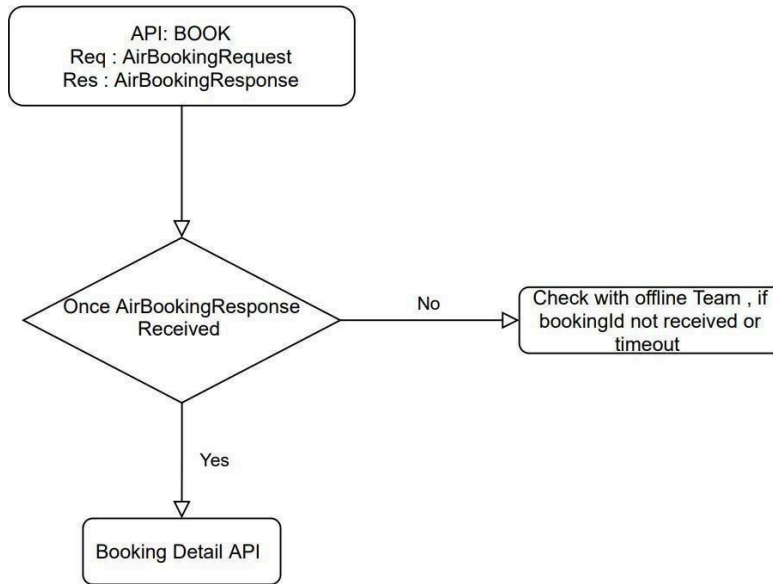 API: BOOK
Req : AirBookingRequest
Res : AirBookingResponse
Once AirBookingResponse
Received
No
Check with offline Team , if
bookingId not received or
timeout
Yes
Booking Detail API